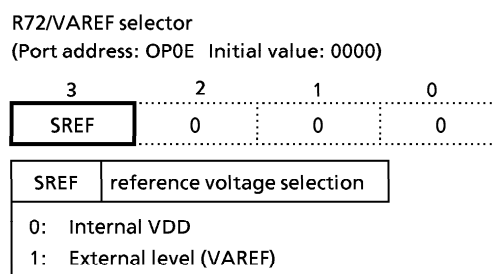 R72/VAREF selector
(Port address: OP0E Initial value: 0000)
3 2 1 0
SREF 0 0 0
SREF reference voltage selection
0: Internal VDD
1: External level (VAREF)